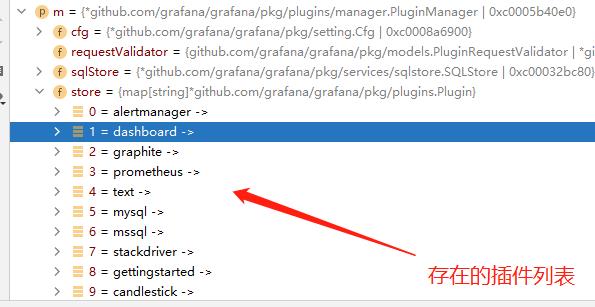 p m = {*github.com/grafana/grafana/pkg/plugins/manager.PluginManager | 0xc0005b40e0}
f cfg = {*github.com/grafana/grafana/pkg/setting.Cfg | 0xc0008a6900}
f requestValidator = {github.com/grafana/grafana/pkg/models.PluginRequestValidator | *gi
f sqlStore = {*github.com/grafana/grafana/pkg/services/sqlstore.SQLStore | 0xc00032bc80}
f store = {map[string]*github.com/grafana/grafana/pkg/plugins.Plugin}
0 = alertmanager ->
1 = dashboard ->
2 = graphite ->
3 = prometheus ->
4 = text ->
5 = mysql ->
6 = mssql ->
7 = stackdriver ->
8 = gettingstarted ->
9 = candlestick ->
存在的插件列表